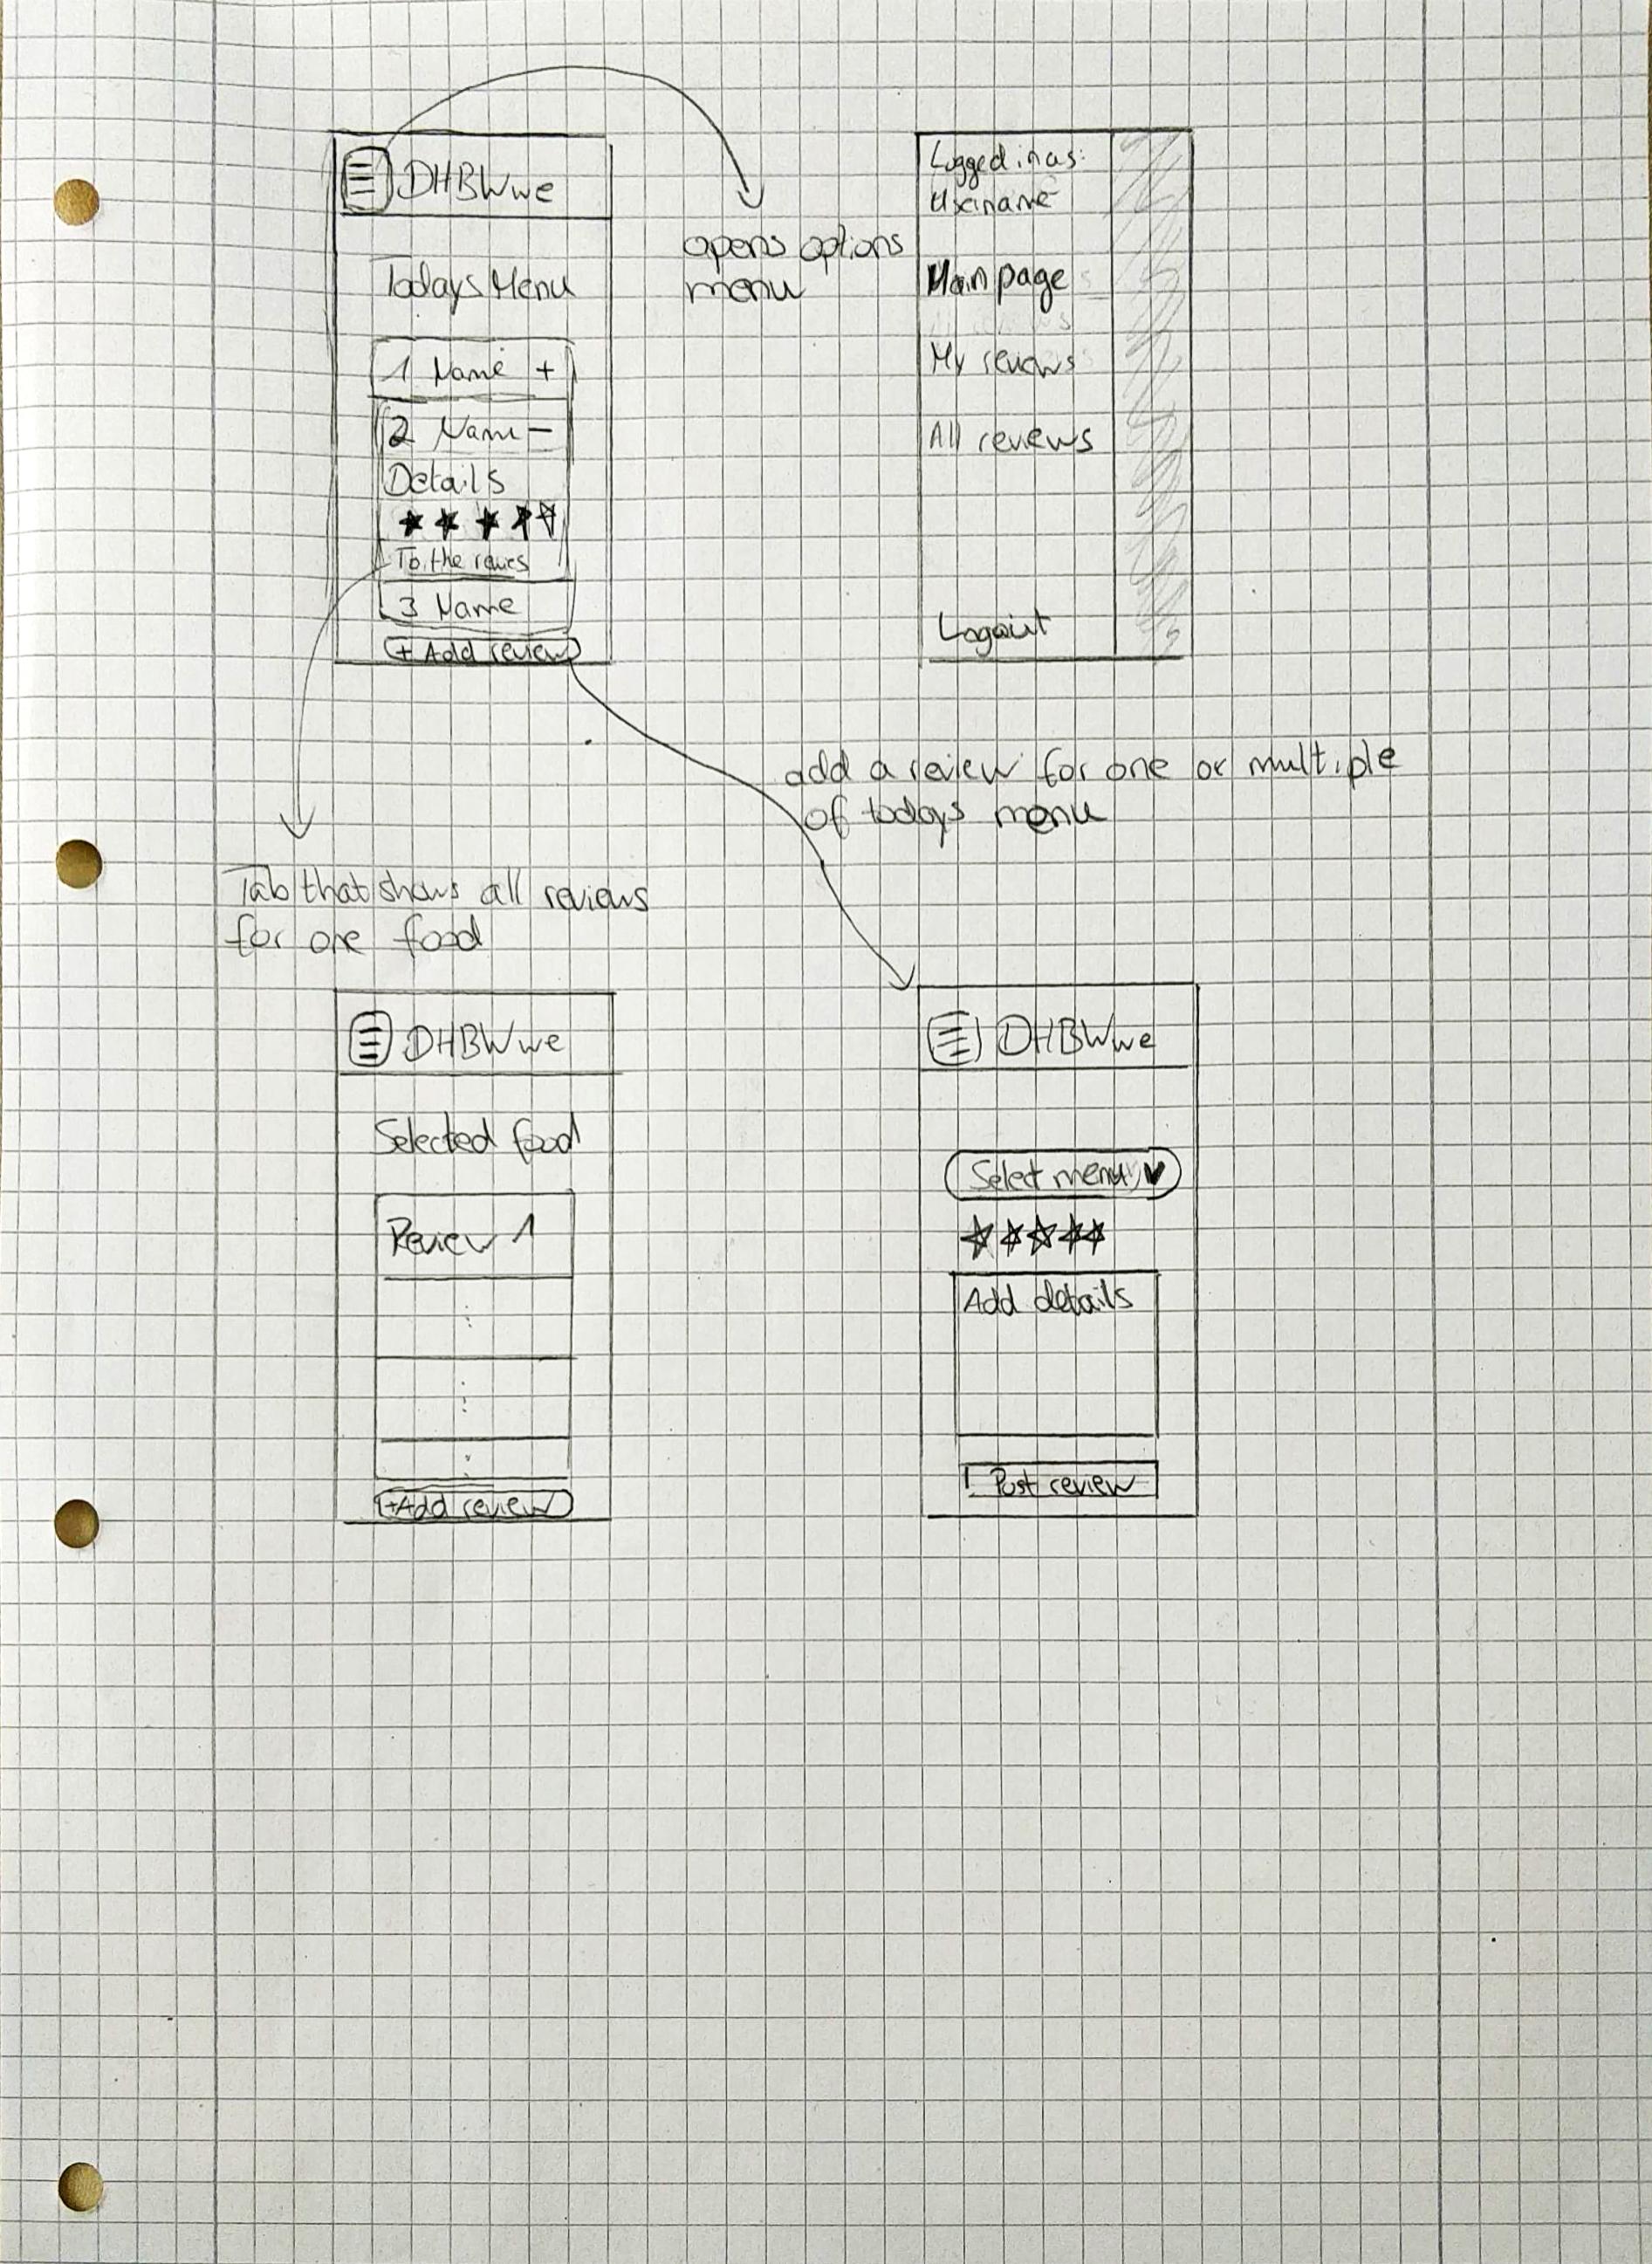 DHBWwe
Todays Menu
1 Name +
2 Name -
Details
To the reviews
3 Name
+ Add review
opens options
menu
Logged in as:
Username
Main page
My reviews
All reviews
Logout
add a review for one or multiple
of todays menu
Tab that shows all reviews
for one food
DHBWwe
Selected food
Review 1
+Add review
DHBWwe
Select menu
Add details
! Post review